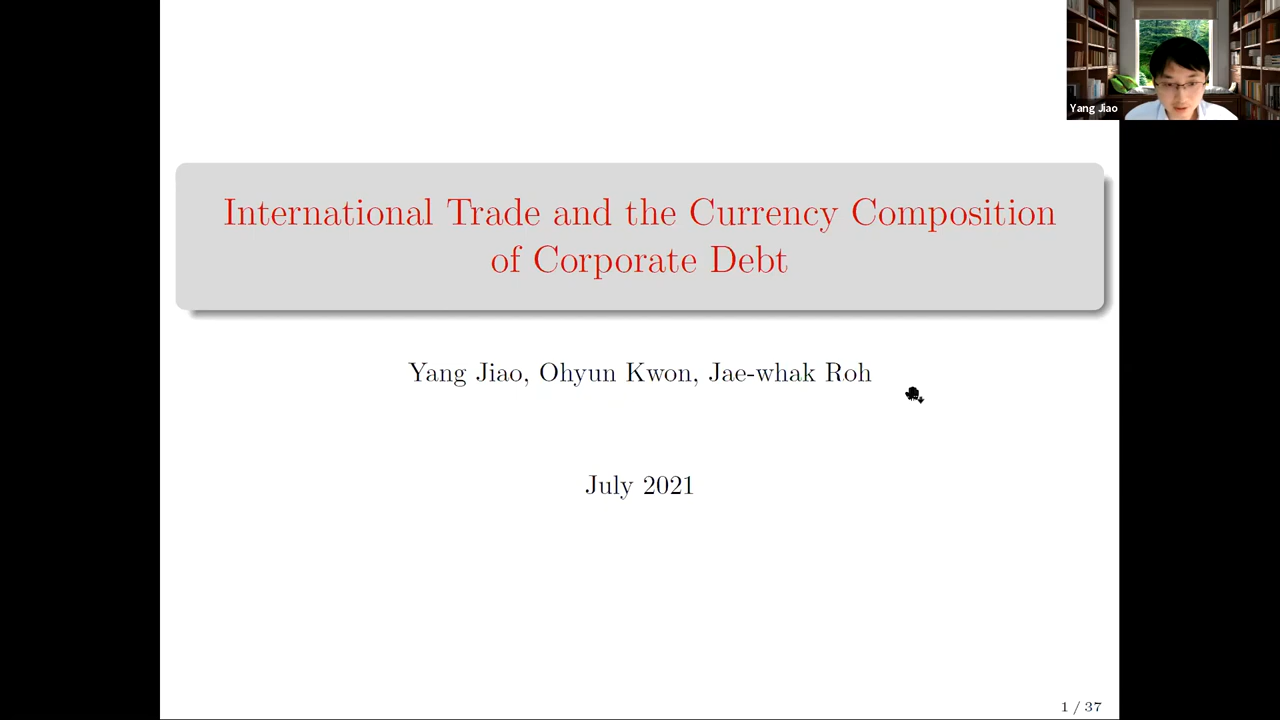 Yang Jiao
International Trade and the Currency Composition
of Corporate Debt
Yang Jiao, Ohyun Kwon, Jae-whak Roh
July 2021
1 / 37